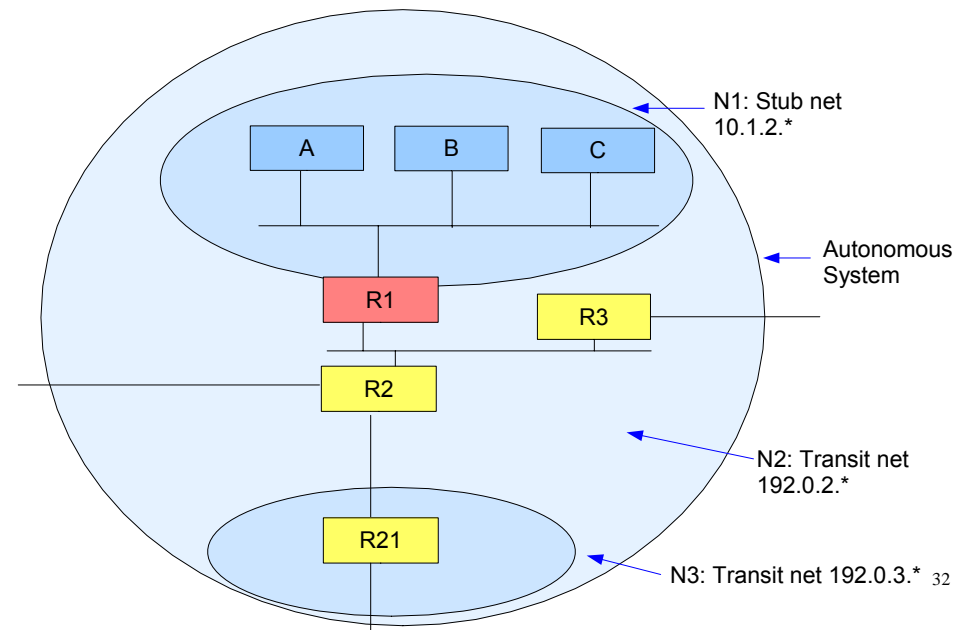 N1: Stub net
10.1.2.*
A
B
C
Autonomous
System
R1
R3
R2
N2: Transit net
192.0.2.*
R21
N3: Transit net 192.0.3.*
32